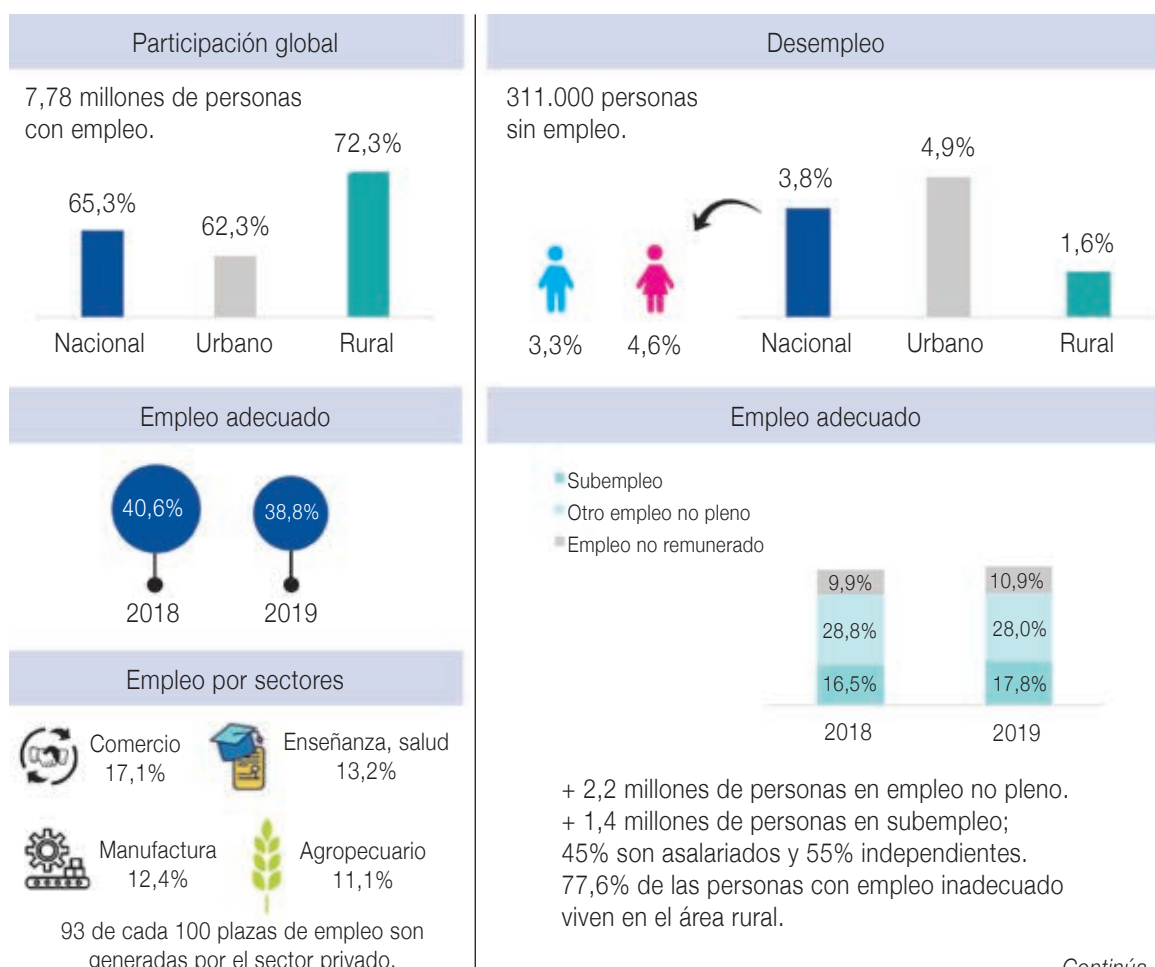 Participación global
7,78 millones de personas
con empleo.
65,3%
62,3%
72,3%
Nacional
Urbano
Rural
Desempleo
311.000 personas
sin empleo.
3,3%
4,6%
3,8%
4,9%
1,6%
Nacional
Urbano
Rural
Empleo adecuado
40,6%
38,8%
2018
2019
Empleo por sectores
Comercio
17,1%
Enseñanza, salud
13,2%
Manufactura
12,4%
Agropecuario
11,1%
93 de cada 100 plazas de empleo son
generadas por el sector privado.
Empleo adecuado
Subempleo
Otro empleo no pleno
Empleo no remunerado
9,9%
28,8%
16,5%
2018
10,9%
28,0%
17,8%
2019
+ 2,2 millones de personas en empleo no pleno.
+ 1,4 millones de personas en subempleo;
45% son asalariados y 55% independientes.
77,6% de las personas con empleo inadecuado
viven en el área rural.
Continúa